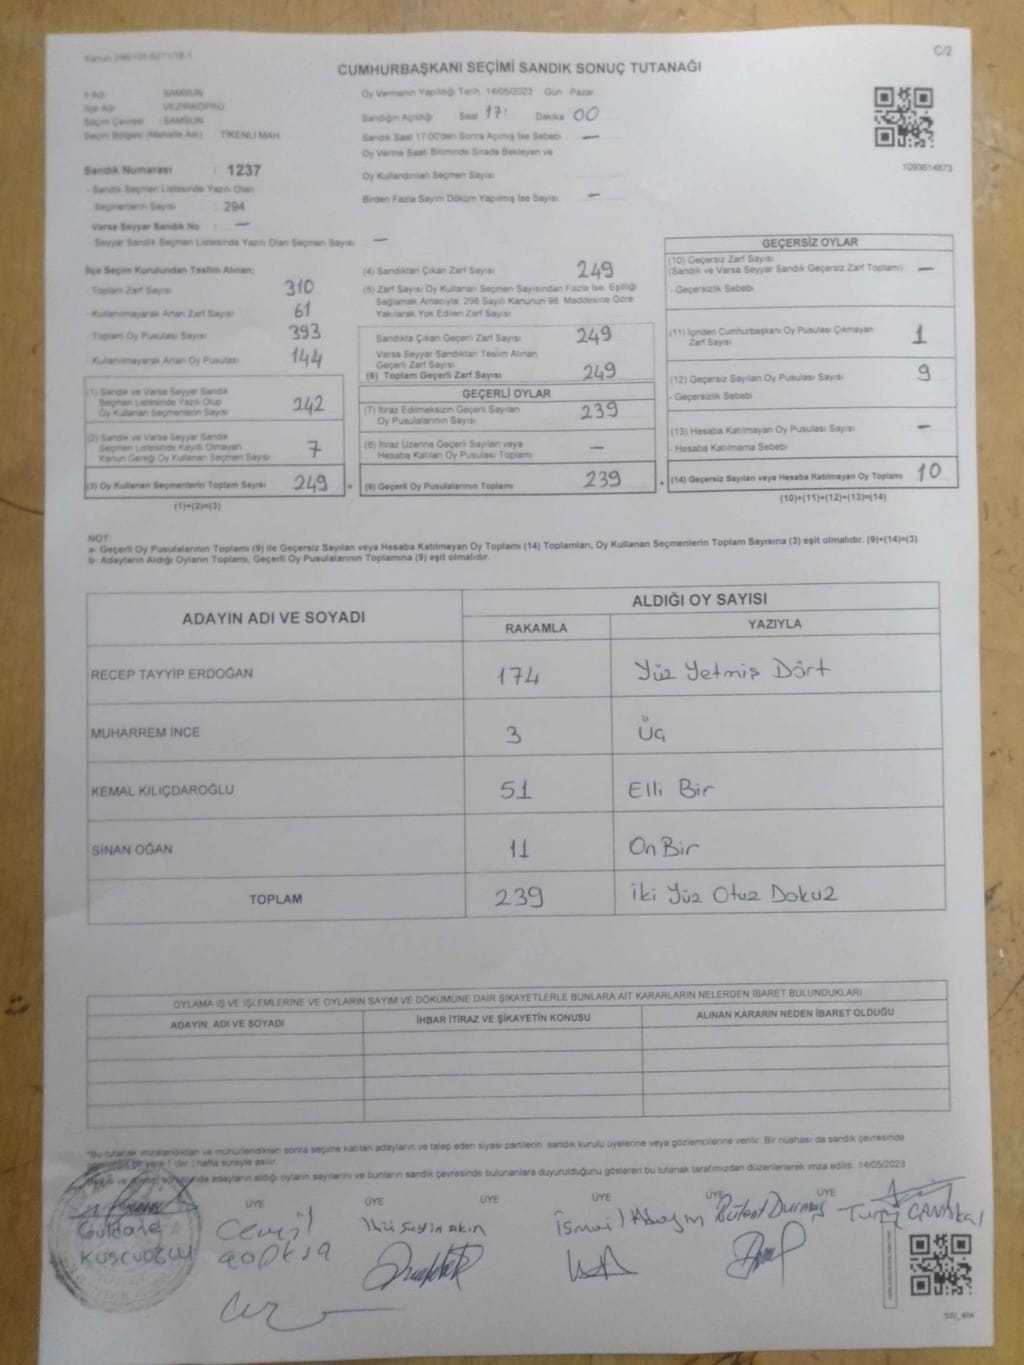 C/2
CUMHURBAŞKANI SEÇİMİ SANDIK SONUÇ TUTANAĞI
İl Adı SAMSUN
İlçe Adı VEZİRKÖPRÜ
Seçim Çevresi : SAMSUN
Seçim Bölgesi (Mahalle Adı) : TİKENLİ MAH
Oy Vermenin Yapıldığı Tarih 14/05/2023 Gün Pazar
Sandığın Açıldığı Saat 17: Dakika 00
Sandık Saat 17.00'den Sonra Açılmış İse Sebebi —
Oy Verme Saati Bitiminde Sırada Bekleyen ve
Oy Kullandırılan Seçmen Sayısı
Birden Fazla Sayım Döküm Yapılmış İse Sayısı —
1093614873
Sandık Numarası : 1237
- Sandık Seçmen Listesinde Yazılı Olan
Seçmenlerin Sayısı : 294
Varsa Seyyar Sandık No : —
- Seyyar Sandık Seçmen Listesinde Yazılı Olan Seçmen Sayısı —
İlçe Seçim Kurulundan Teslim Alınan;
- Toplam Zarf Sayısı 310
- Kullanılmayarak Artan Zarf Sayısı 61
- Toplam Oy Pusulası Sayısı 393
- Kullanılmayarak Artan Oy Pusulası 144
(1) Sandık ve Varsa Seyyar Sandık
Seçmen Listesinde Yazılı Olup
Oy Kullanan Seçmenlerin Sayısı 242
(2) Sandık ve Varsa Seyyar Sandık
Seçmen Listesinde Kayıtlı Olmayan
Kanun Gereği Oy Kullanan Seçmen Sayısı 7
(3) Oy Kullanan Seçmenlerin Toplam Sayısı 249 =
(1)+(2)=(3)
(4) Sandıktan Çıkan Zarf Sayısı 249
(5) Zarf Sayısı Oy Kullanan Seçmen Sayısından Fazla İse, Eşitliği
Sağlamak Amacıyla, 298 Sayılı Kanunun 98. Maddesine Göre
Yakılarak Yok Edilen Zarf Sayısı
Sandıkta Çıkan Geçerli Zarf Sayısı 249
Varsa Seyyar Sandıktan Teslim Alınan
Geçerli Zarf Sayısı
(6) Toplam Geçerli Zarf Sayısı 249
GEÇERLİ OYLAR
(7) İtiraz Edilmeksizin Geçerli Sayılan
Oy Pusulalarının Sayısı 239
(8) İtiraz Üzerine Geçerli Sayılan veya
Hesaba Katılan Oy Pusulası Toplamı —
(9) Geçerli Oy Pusulalarının Toplamı 239 +
GEÇERSİZ OYLAR
(10) Geçersiz Zarf Sayısı
(Sandık ve Varsa Seyyar Sandık Geçersiz Zarf Toplamı) —
- Geçersizlik Sebebi
(11) İçinden Cumhurbaşkanı Oy Pusulası Çıkmayan
Zarf Sayısı 1
(12) Geçersiz Sayılan Oy Pusulası Sayısı 9
- Geçersizlik Sebebi
(13) Hesaba Katılmayan Oy Pusulası Sayısı —
- Hesaba Katılmama Sebebi
(14) Geçersiz Sayılan veya Hesaba Katılmayan Oy Toplamı 10
(10)+(11)+(12)+(13)=(14)
NOT:
a- Geçerli Oy Pusulalarının Toplamı (9) ile Geçersiz Sayılan veya Hesaba Katılmayan Oy Toplamı (14) Toplamları, Oy Kullanan Seçmenlerin Toplam Sayısına (3) eşit olmalıdır. (9)+(14)=(3)
b- Adayların Aldığı Oyların Toplamı, Geçerli Oy Pusulalarının Toplamına (9) eşit olmalıdır.
ADAYIN ADI VE SOYADI
ALDIĞI OY SAYISI
RAKAMLA YAZIYLA
RECEP TAYYİP ERDOĞAN 174 Yüz Yetmiş Dört
MUHARREM İNCE 3 Üç
KEMAL KILIÇDAROĞLU 51 Elli Bir
SİNAN OĞAN 11 On Bir
TOPLAM 239 İki Yüz Otuz Dokuz
OYLAMA İŞ VE İŞLEMLERİNE VE OYLARIN SAYIM VE DÖKÜMÜNE DAİR ŞİKAYETLERLE BUNLARA AİT KARARLARIN NELERDEN İBARET BULUNDUKLARI
ADAYIN ADI VE SOYADI İHBAR İTİRAZ VE ŞİKAYETİN KONUSU ALINAN KARARIN NEDEN İBARET OLDUĞU
*Bu tutanak imzalandıktan ve mühürlendikten sonra seçime katılan adayların ve talep eden siyasi partilerin sandık kurulu üyelerine veya gözlemcilerine verilir. Bir nüshası da sandık çevresinde
bir yere 1 (bir) hafta süreyle asılır.
adayların aldığı oyların sayılarını ve bunların sandık çevresinde bulunanlara duyurulduğunu gösteren bu tutanak tarafımızdan düzenlenerek imza edildi. 14/05/2023
ÜYE ÜYE ÜYE ÜYE ÜYE ÜYE
Güldane
KUŞCUOĞLU
Hüseyin AKIN
Bülent Durmuş